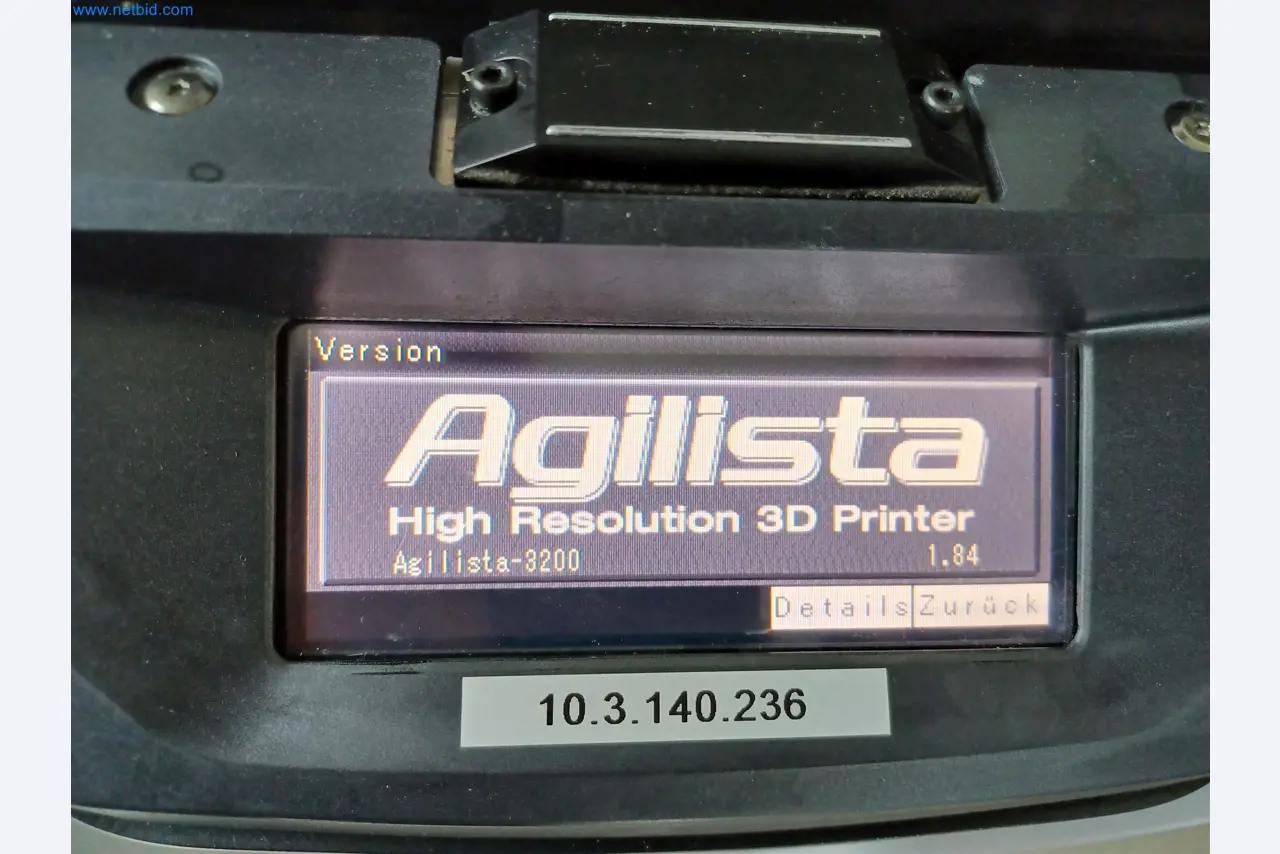 www.netbid.com
Version
Agilista
High Resolution 3D Printer
Agilista-3200 1.84
Details Zurück
10.3.140.236